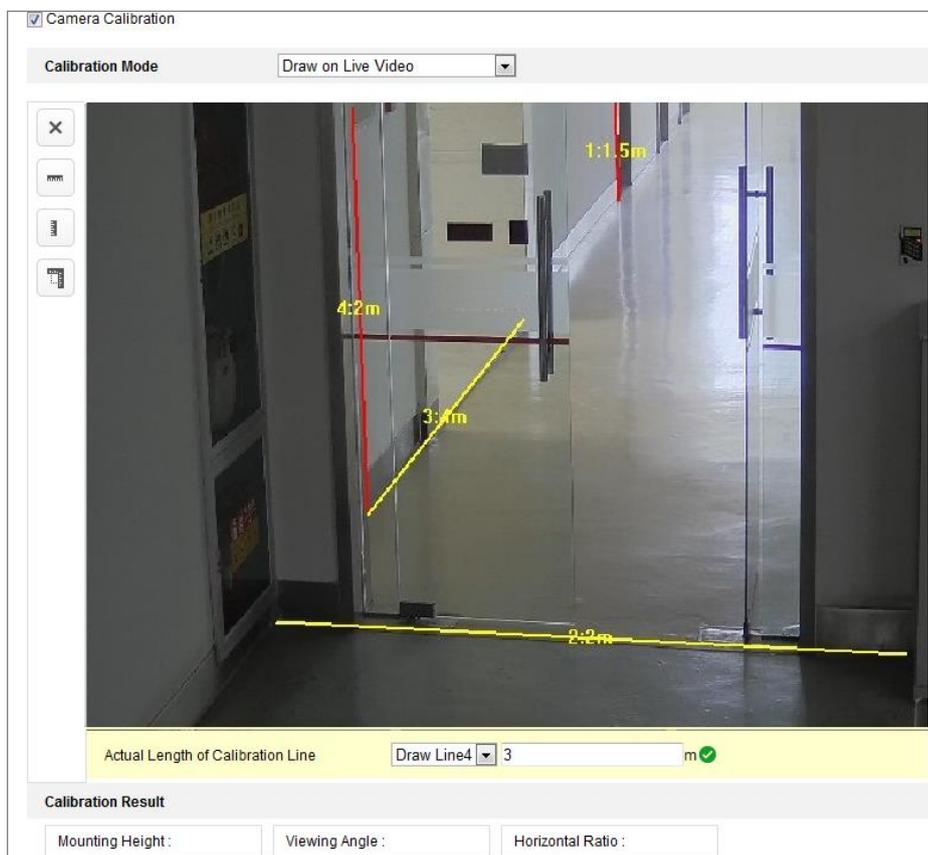 Camera Calibration
Calibration Mode
Draw on Live Video
1:1.5m
4:2m
3:4m
2:2m
Actual Length of Calibration Line
Draw Line4
3
m
Calibration Result
Mounting Height :
Viewing Angle :
Horizontal Ratio :